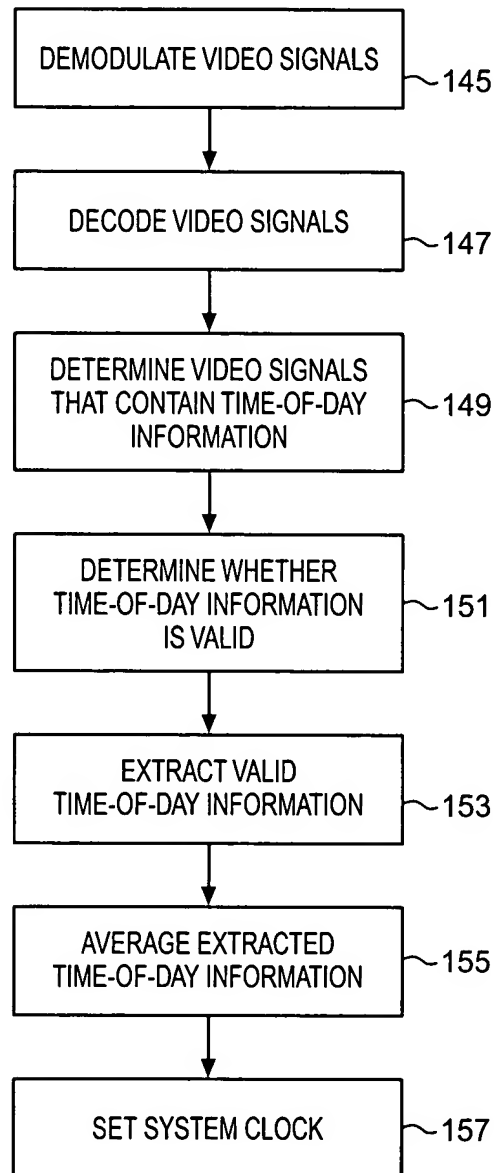 DEMODULATE VIDEO SIGNALS
145
DECODE VIDEO SIGNALS
147
DETERMINE VIDEO SIGNALS
THAT CONTAIN TIME-OF-DAY
INFORMATION
149
DETERMINE WHETHER
TIME-OF-DAY INFORMATION
IS VALID
151
EXTRACT VALID
TIME-OF-DAY INFORMATION
153
AVERAGE EXTRACTED
TIME-OF-DAY INFORMATION
155
SET SYSTEM CLOCK
157